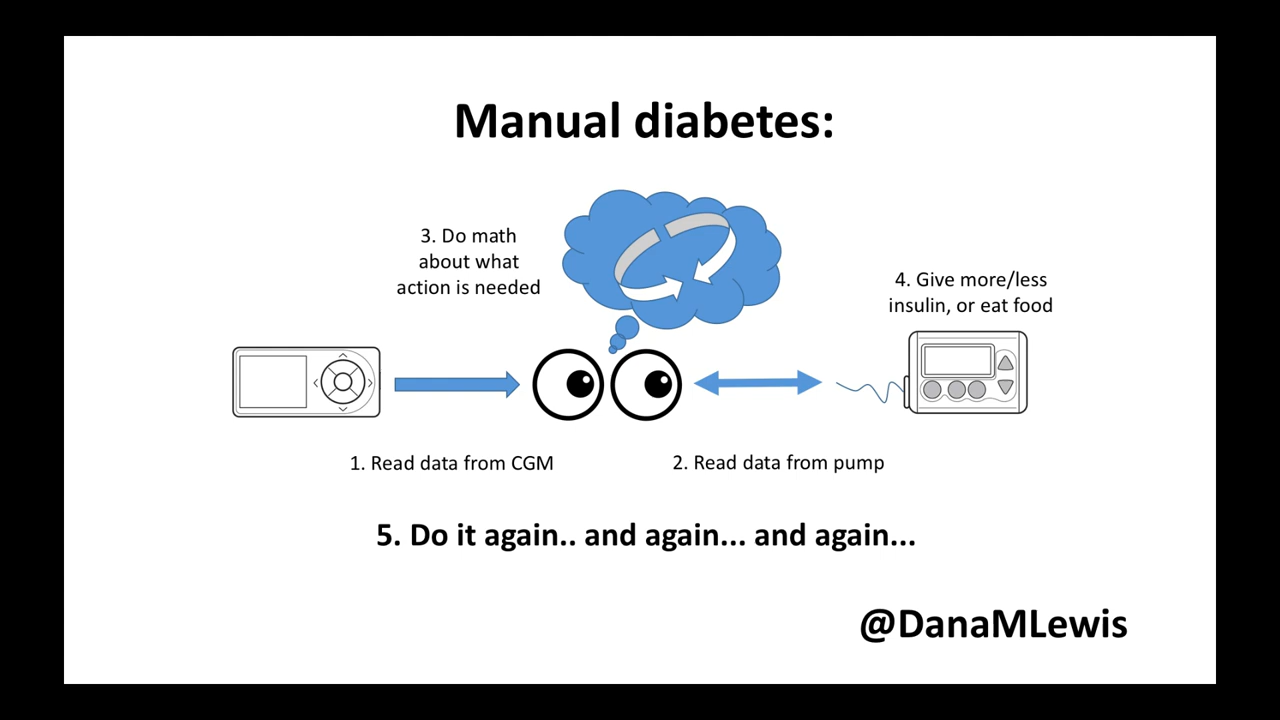 Manual diabetes:
3. Do math
about what
action is needed
4. Give more/less
insulin, or eat food
1. Read data from CGM
2. Read data from pump
5. Do it again.. and again... and again...
@DanaMLewis